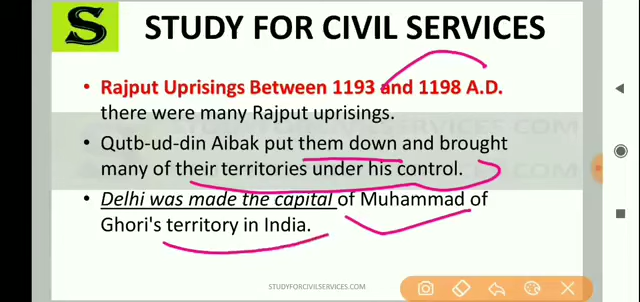 S STUDY FOR CIVIL SERVICES
• Rajput Uprisings Between 1193 and 1198 A.D.
there were many Rajput uprisings.
Qutb-ud-din Aibak put them down and brought
many of their territories under his control.
• Delhi was made the capital of Muhammad of
Ghori's territory in India.
STUDYFORCIVILSERVICES.COM